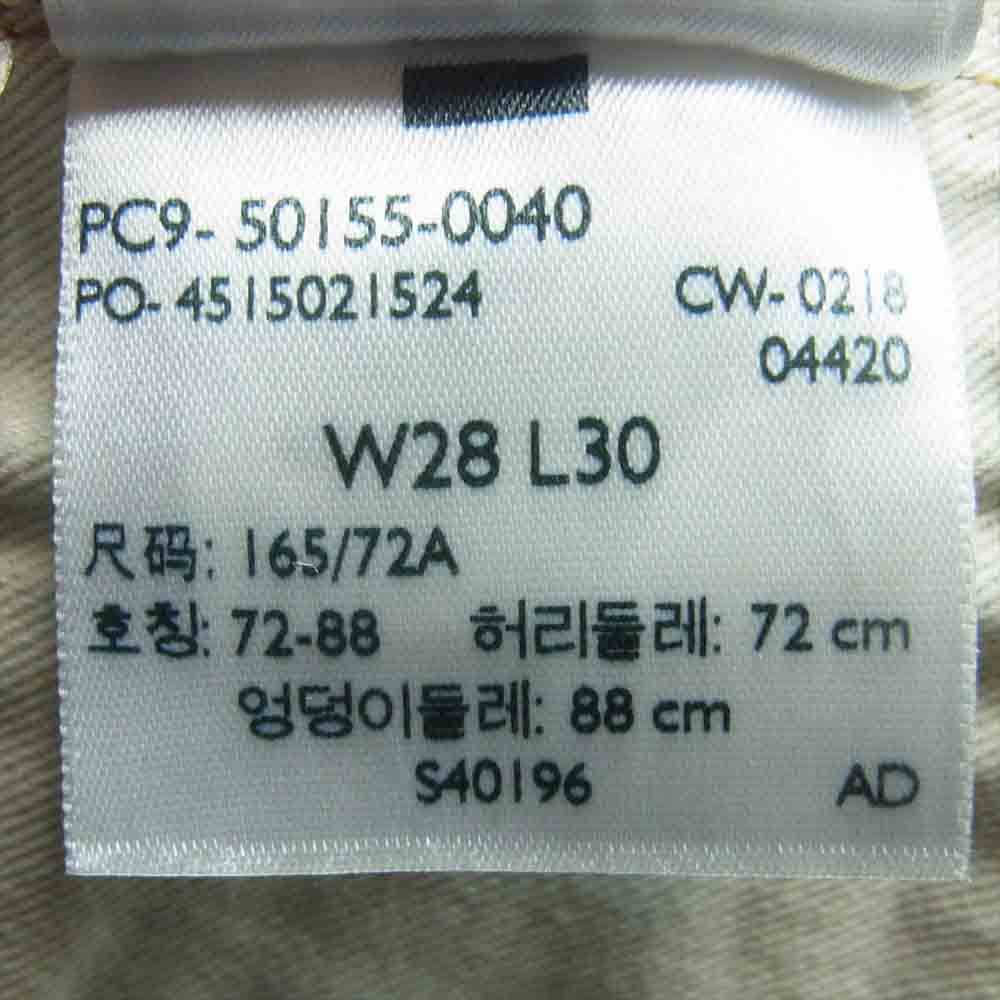 PC9- 50155-0040
PO- 4515021524 CW- 0218
04420
W28 L30
尺码: 165/72A
호칭: 72-88 허리둘레: 72 cm
엉덩이들레: 88 cm
S40196 AD